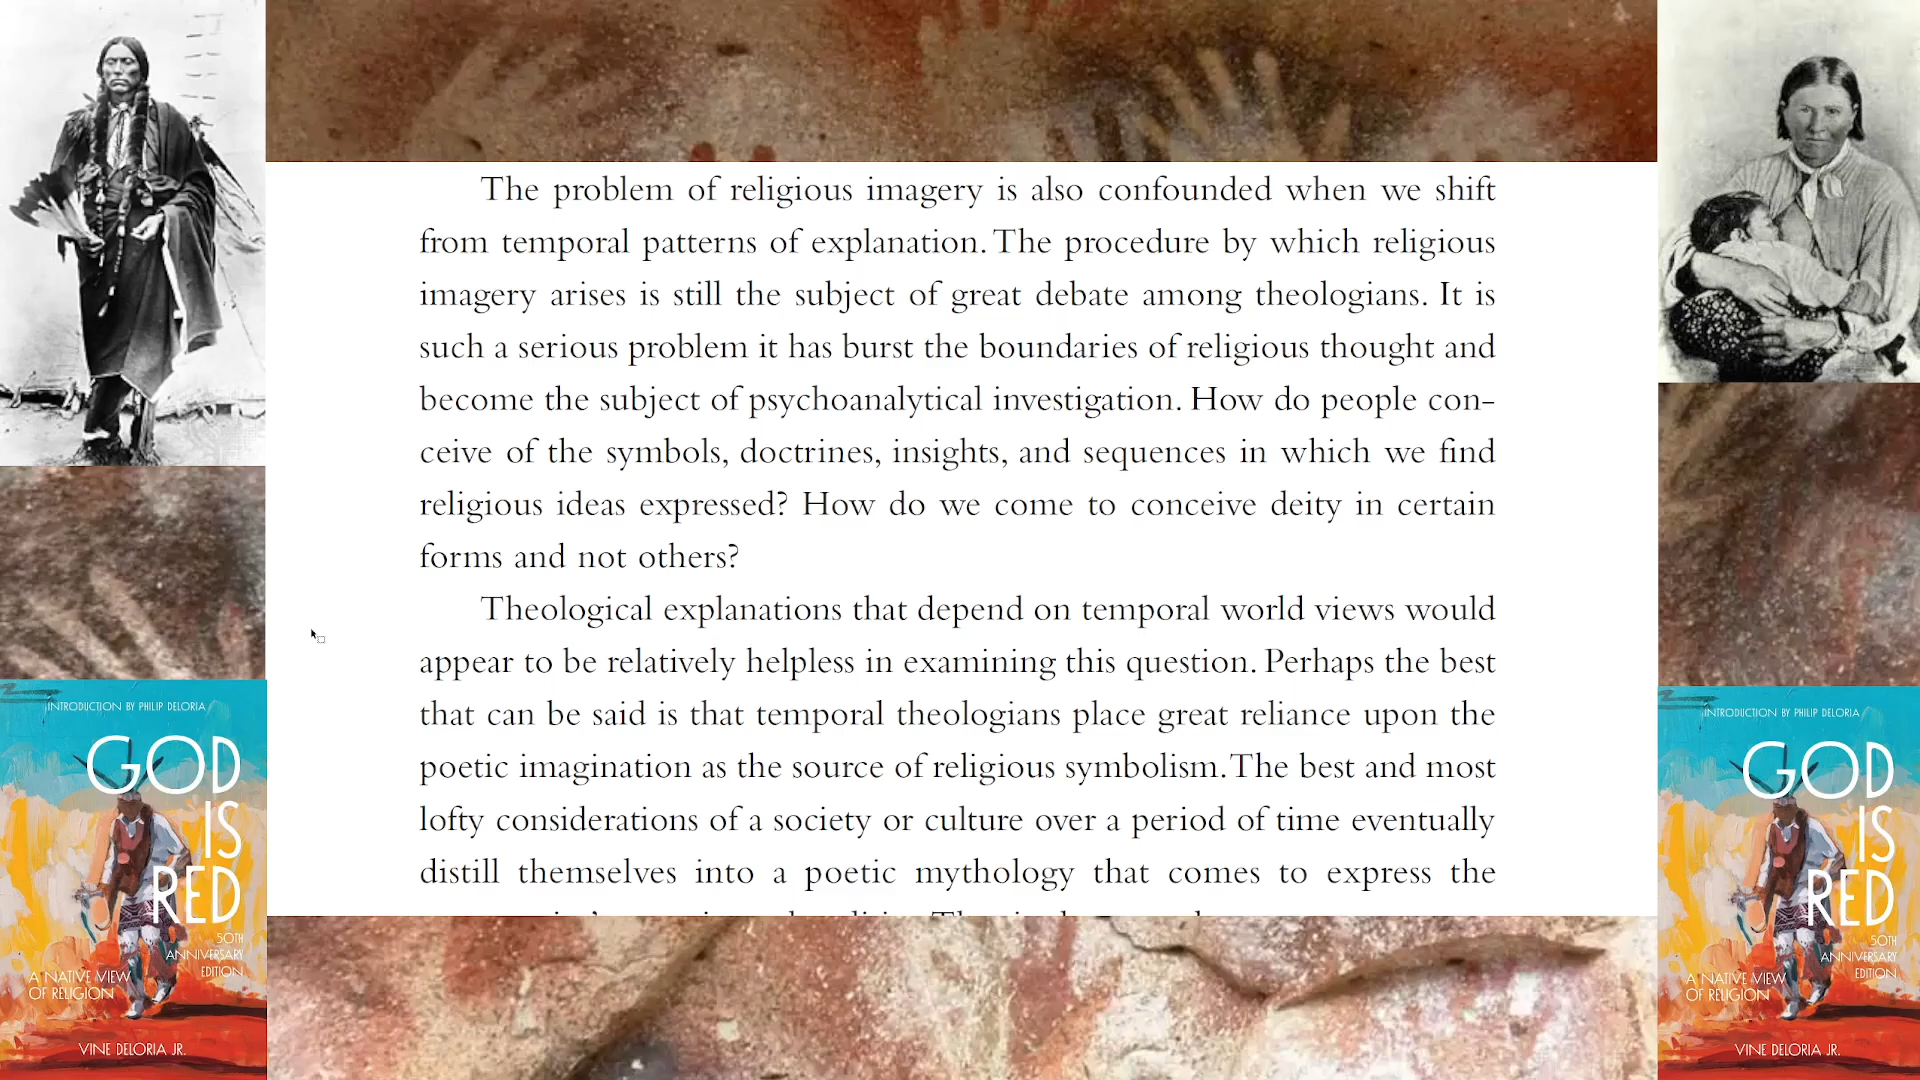 The problem of religious imagery is also confounded when we shift
from temporal patterns of explanation. The procedure by which religious
imagery arises is still the subject of great debate among theologians. It is
such a serious problem it has burst the boundaries of religious thought and
become the subject of psychoanalytical investigation. How do people con-
ceive of the symbols, doctrines, insights, and sequences in which we find
religious ideas expressed? How do we come to conceive deity in certain
forms and not others?
Theological explanations that depend on temporal world views would
appear to be relatively helpless in examining this question. Perhaps the best
that can be said is that temporal theologians place great reliance upon the
poetic imagination as the source of religious symbolism. The best and most
lofty considerations of a society or culture over a period of time eventually
distill themselves into a poetic mythology that comes to express the
INTRODUCTION BY PHILIP DELORIA
GOD
IS
RED
50TH
ANNIVERSARY
EDITION
A NATIVE VIEW
OF RELIGION
VINE DELORIA JR.
INTRODUCTION BY PHILIP DELORIA
GOD
IS
RED
50TH
ANNIVERSARY
EDITION
A NATIVE VIEW
OF RELIGION
VINE DELORIA JR.